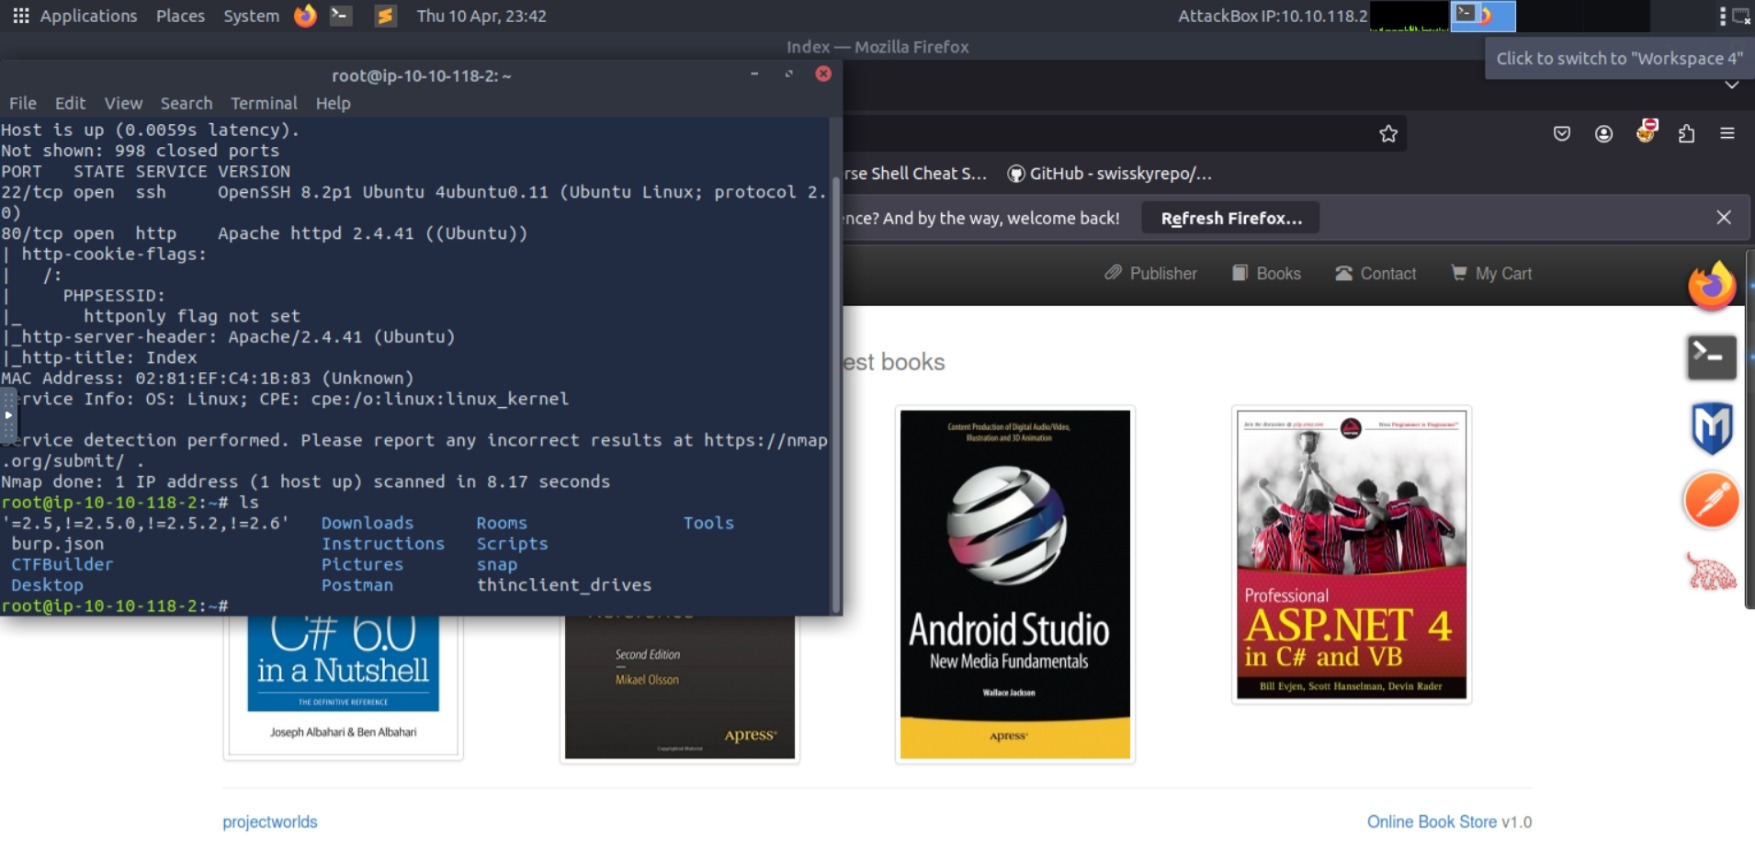 Applications Places System Thu 10 Apr, 23:42 AttackBox IP:10.10.118.2
Index — Mozilla Firefox
Click to switch to "Workspace 4"
root@ip-10-10-118-2: ~
File Edit View Search Terminal Help
Host is up (0.0059s latency).
Not shown: 998 closed ports
PORT   STATE SERVICE VERSION
22/tcp open  ssh     OpenSSH 8.2p1 Ubuntu 4ubuntu0.11 (Ubuntu Linux; protocol 2.
0)
80/tcp open  http    Apache httpd 2.4.41 ((Ubuntu))
| http-cookie-flags:
|   /:
|     PHPSESSID:
|_      httponly flag not set
|_http-server-header: Apache/2.4.41 (Ubuntu)
|_http-title: Index
MAC Address: 02:81:EF:C4:1B:83 (Unknown)
ervice Info: OS: Linux; CPE: cpe:/o:linux:linux_kernel
ervice detection performed. Please report any incorrect results at https://nmap
.org/submit/ .
Nmap done: 1 IP address (1 host up) scanned in 8.17 seconds
root@ip-10-10-118-2:~# ls
'=2.5,!=2.5.0,!=2.5.2,!=2.6'   Downloads      Rooms                Tools
burp.json                     Instructions   Scripts
CTFBuilder                    Pictures       snap
Desktop                       Postman        thinclient_drives
root@ip-10-10-118-2:~#
rse Shell Cheat S... GitHub - swisskyrepo/...
ence? And by the way, welcome back! Refresh Firefox...
Publisher Books Contact My Cart
est books
C# 6.0
in a Nutshell
THE DEFINITIVE REFERENCE
Joseph Albahari & Ben Albahari
Second Edition
Mikael Olsson
Apress®
Content Production of Digital Audio/Video,
Illustration and 3D Animation
Android Studio
New Media Fundamentals
Wallace Jackson
Apress®
Professional
ASP.NET 4
in C# and VB
Bill Evjen, Scott Hanselman, Devin Rader
projectworlds
Online Book Store v1.0